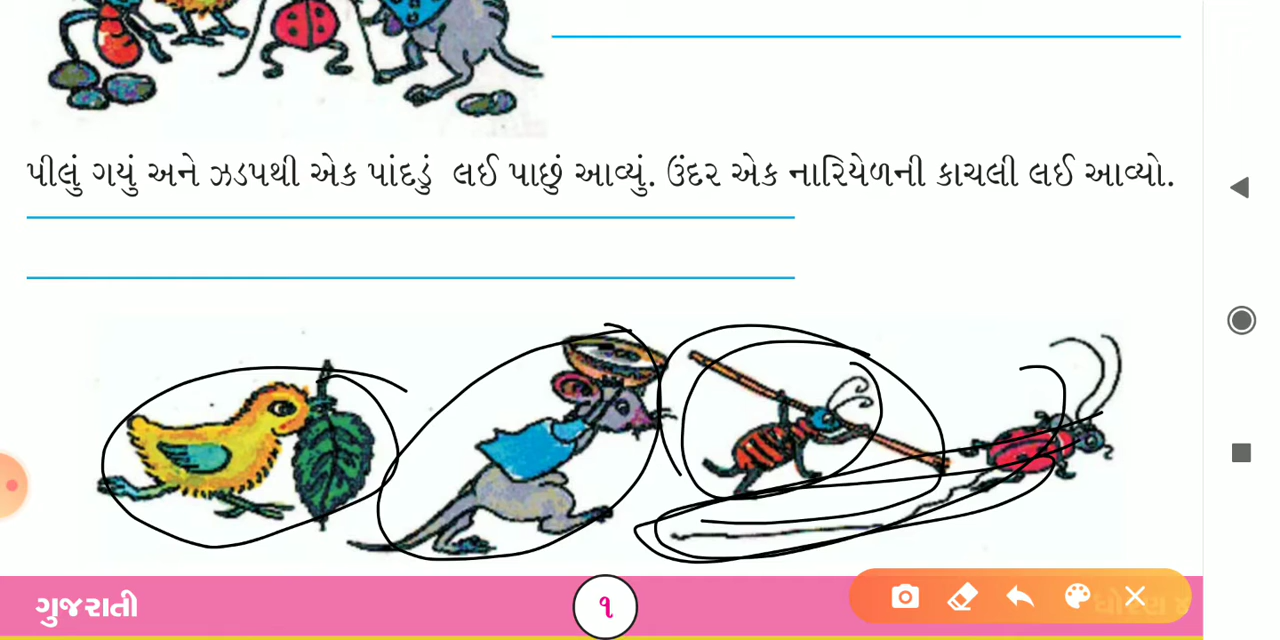 પીલું ગયું અને ઝડપથી એક પાંદડું લઈ પાછું આવ્યું. ઉંદર એક નારિયેળની કાચલી લઈ આવ્યો.
ગુજરાતી
૧